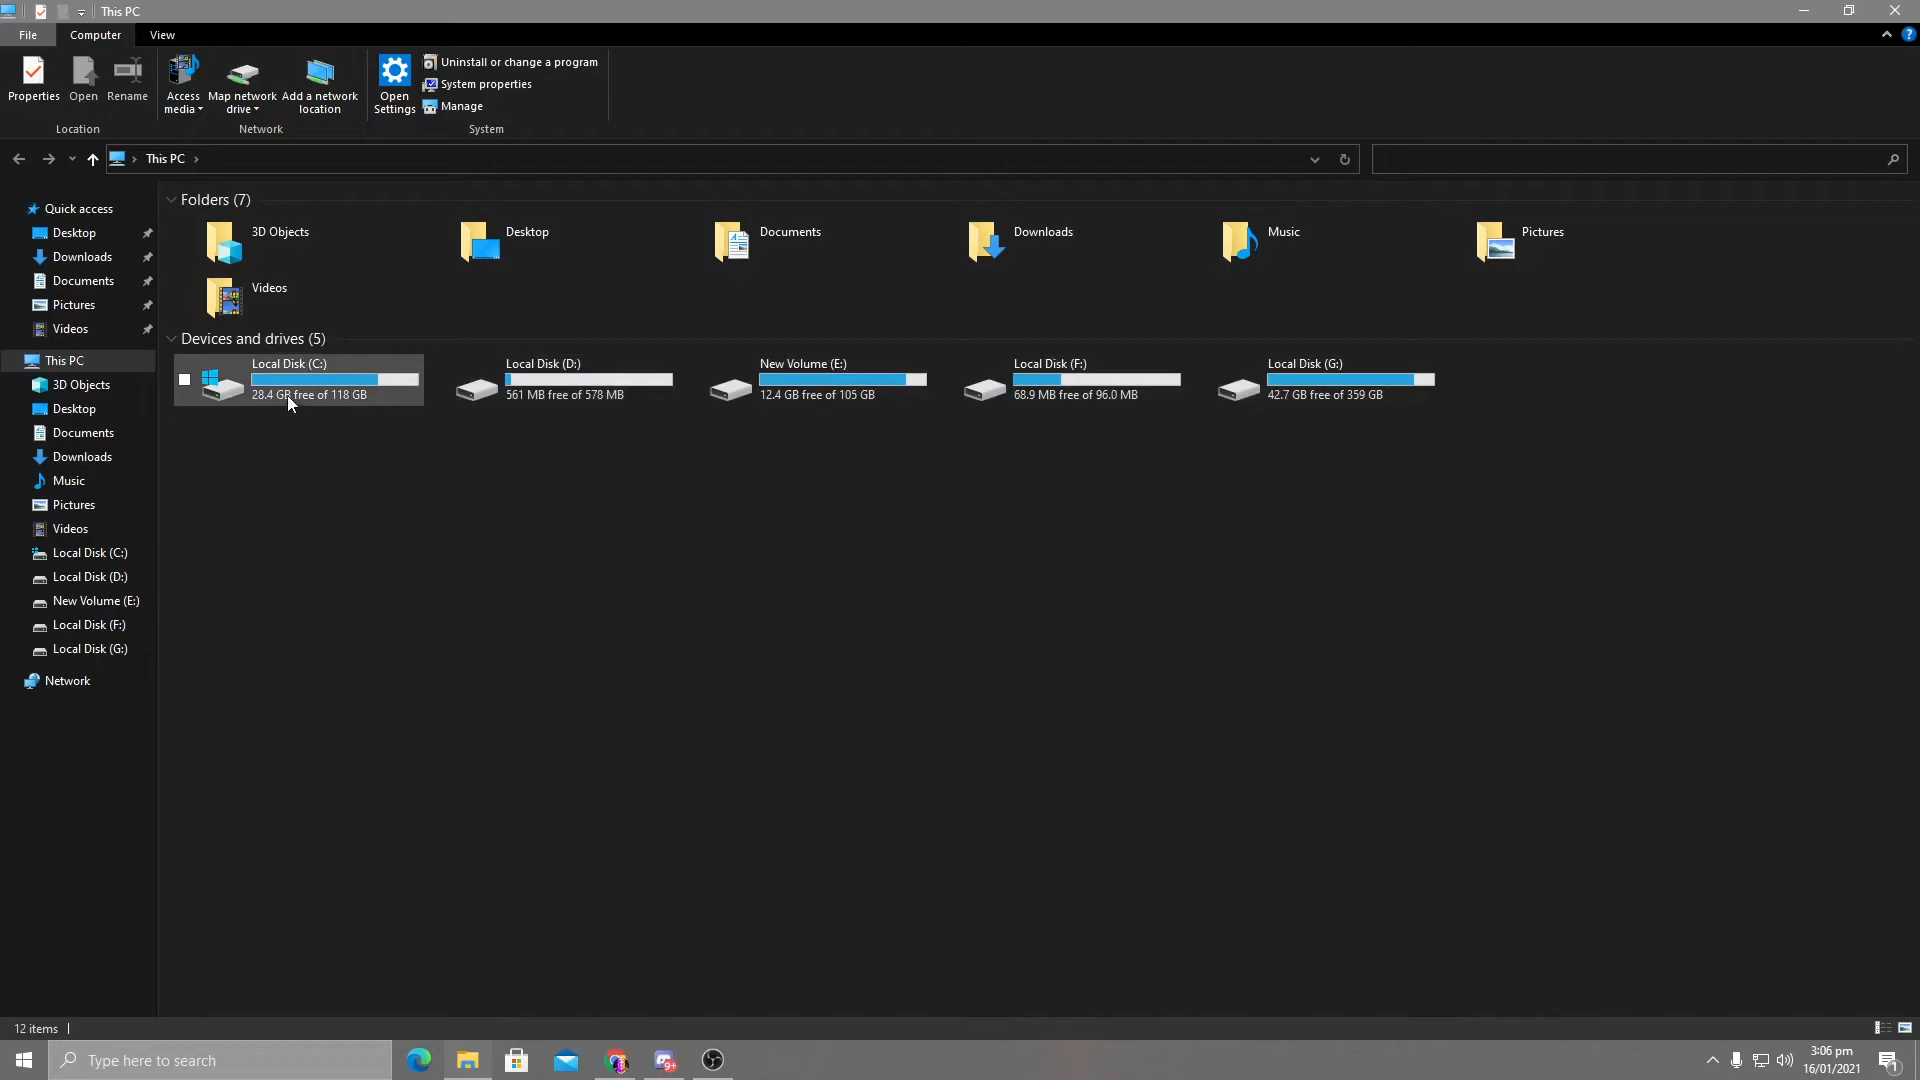 This PC
File Computer View
Properties Open Rename Access media Map network drive Add a network location Open Settings Uninstall or change a program
System properties
Manage
Location Network System
This PC
Quick access
Desktop
Downloads
Documents
Pictures
Videos
This PC
3D Objects
Desktop
Documents
Downloads
Music
Pictures
Videos
Local Disk (C:)
Local Disk (D:)
New Volume (E:)
Local Disk (F:)
Local Disk (G:)
Network
Folders (7)
3D Objects Desktop Documents Downloads Music Pictures
Videos
Devices and drives (5)
Local Disk (C:) Local Disk (D:) New Volume (E:) Local Disk (F:) Local Disk (G:)
28.4 GB free of 118 GB 561 MB free of 578 MB 12.4 GB free of 105 GB 68.9 MB free of 96.0 MB 42.7 GB free of 359 GB
12 items
Type here to search
9+
3:06 pm
16/01/2021
1